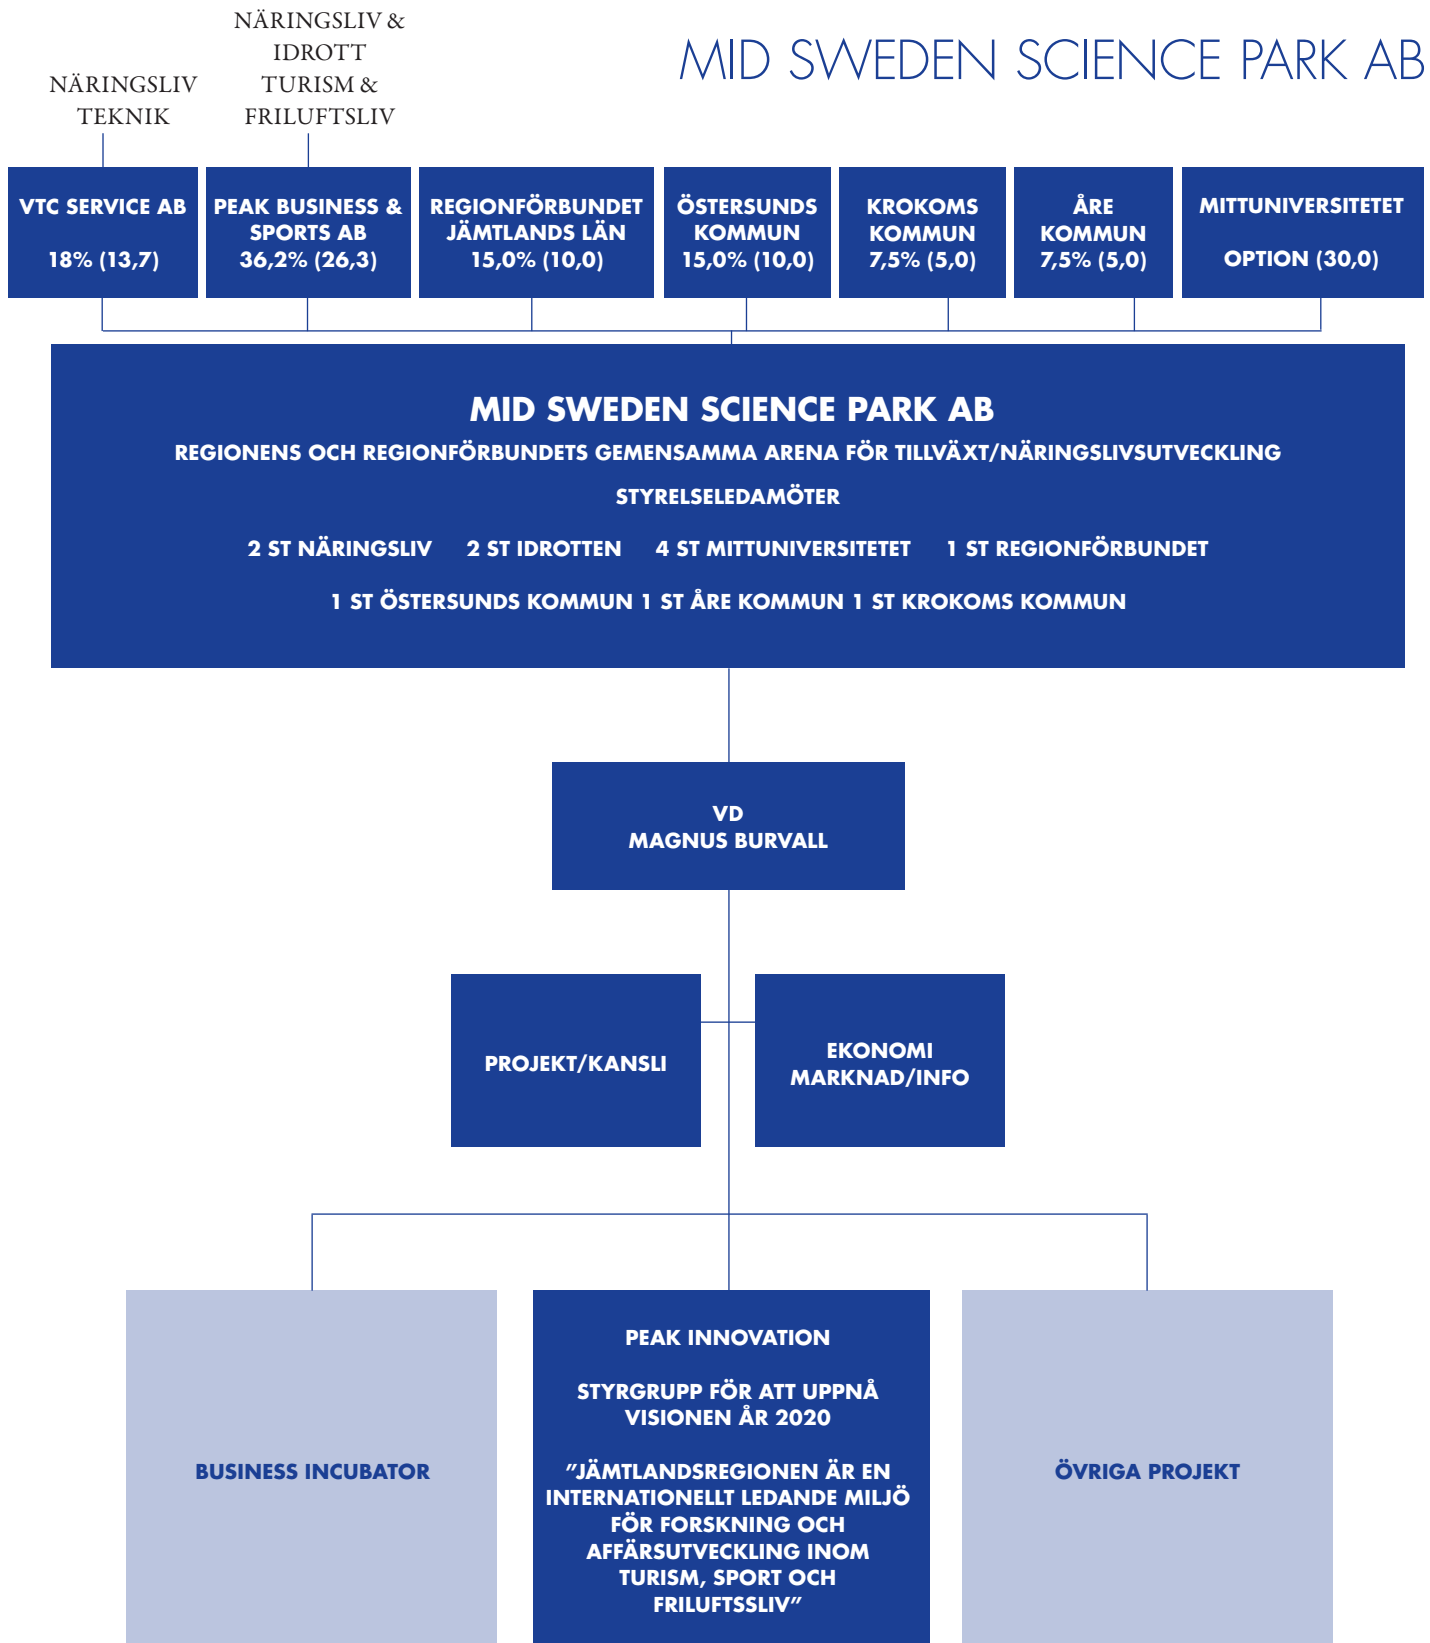 MID SWEDEN SCIENCE PARK AB
NÄRINGSLIV
TEKNIK
NÄRINGSLIV &
IDROTT
TURISM &
FRILUFTSLIV
VTC SERVICE AB
18% (13,7)
PEAK BUSINESS &
SPORTS AB
36,2% (26,3)
REGIONFÖRBUNDET
JÄMTLANDS LÄN
15,0% (10,0)
ÖSTERSUNDS
KOMMUN
15,0% (10,0)
KROKOMS
KOMMUN
7,5% (5,0)
ÅRE
KOMMUN
7,5% (5,0)
MITTUNIVERSITETET
OPTION (30,0)
MID SWEDEN SCIENCE PARK AB
REGIONENS OCH REGIONFÖRBUNDETS GEMENSAMMA ARENA FÖR TILLVÄXT/NÄRINGSLIVSUTVECKLING
STYRELSELEDAMÖTER
2 ST NÄRINGSLIV 2 ST IDROTTEN 4 ST MITTUNIVERSITETET 1 ST REGIONFÖRBUNDET
1 ST ÖSTERSUNDS KOMMUN 1 ST ÅRE KOMMUN 1 ST KROKOMS KOMMUN
VD
MAGNUS BURVALL
PROJEKT/KANSLI
EKONOMI
MARKNAD/INFO
BUSINESS INCUBATOR
PEAK INNOVATION
STYRGRUPP FÖR ATT UPPNÅ
VISIONEN ÅR 2020
"JÄMTLANDSREGIONEN ÄR EN
INTERNATIONELLT LEDANDE MILJÖ
FÖR FORSKNING OCH
AFFÄRSUTVECKLING INOM
TURISM, SPORT OCH
FRILUFTSSLIV"
ÖVRIGA PROJEKT